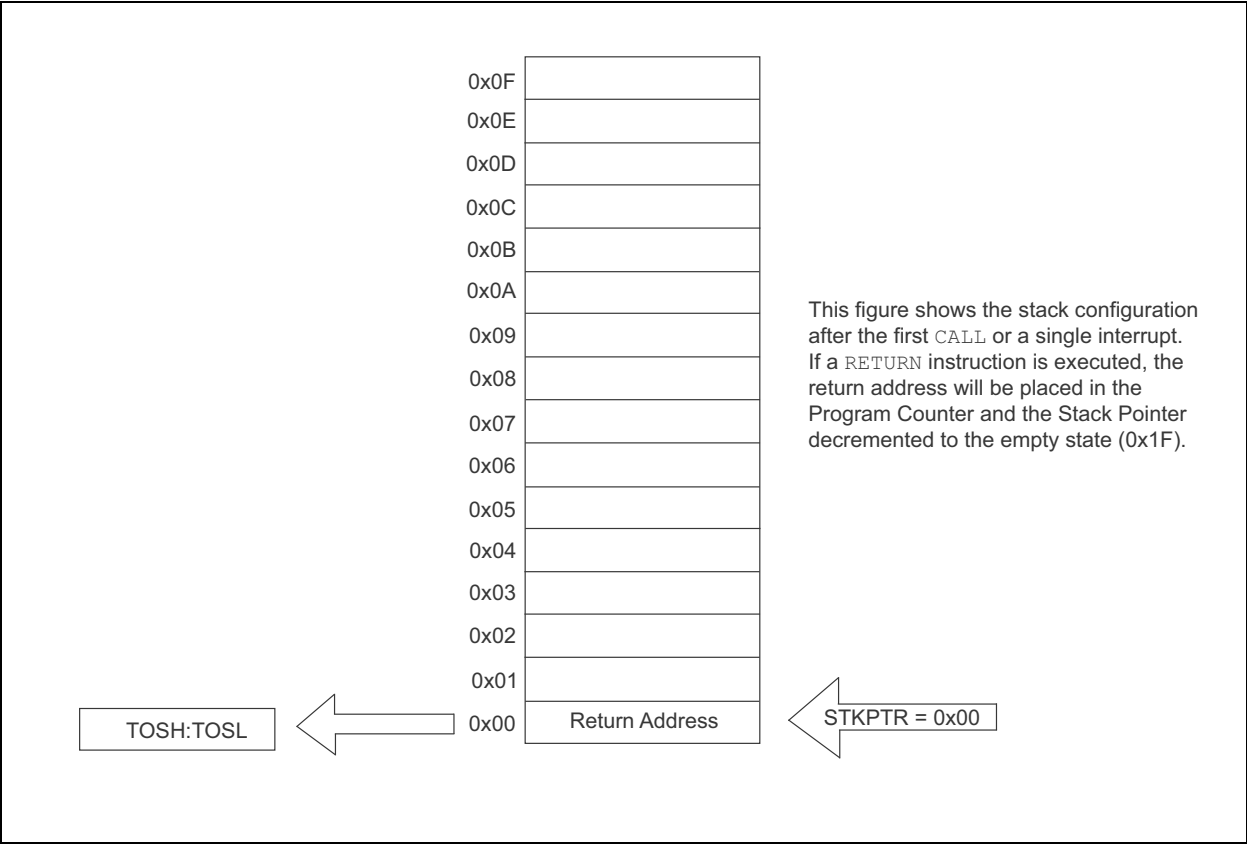 0x0F
0x0E
0x0D
0x0C
0x0B
0x0A
0x09
0x08
0x07
0x06
0x05
0x04
0x03
0x02
0x01
0x00
Return Address
TOSH:TOSL
STKPTR = 0x00
This figure shows the stack configuration
after the first CALL or a single interrupt.
If a RETURN instruction is executed, the
return address will be placed in the
Program Counter and the Stack Pointer
decremented to the empty state (0x1F).